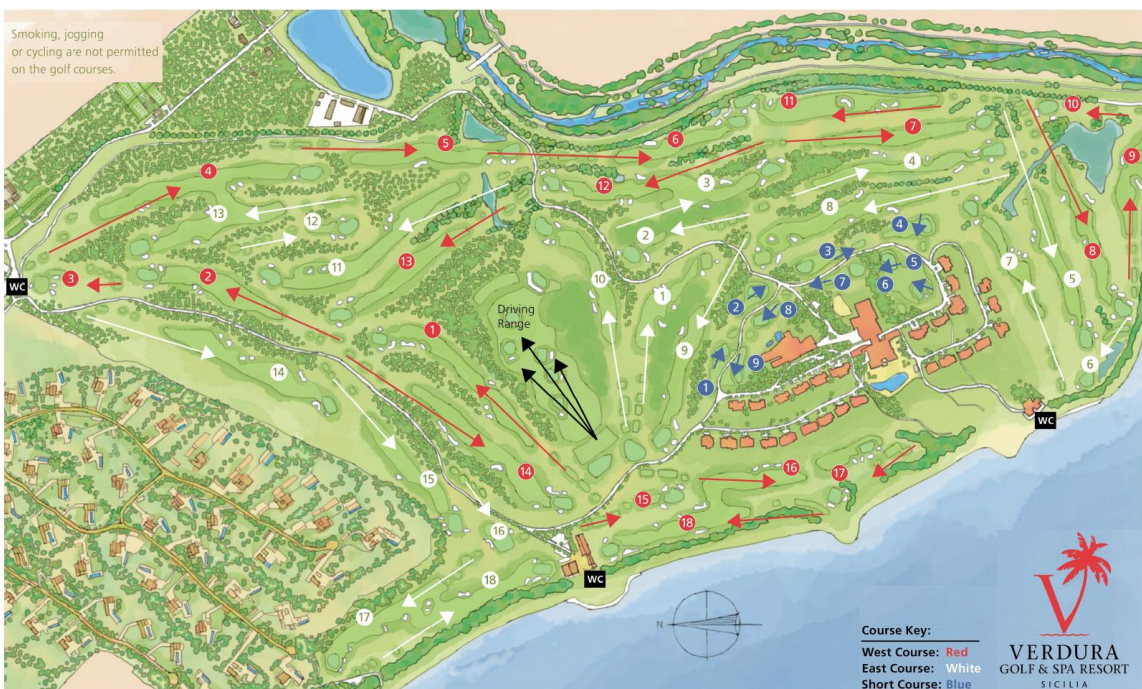 Smoking, jogging
or cycling are not permitted
on the golf courses.
11
10
7
6
5
9
4
4
3
12
8
13
12
4
2
3
8
13
7
5
11
2
3
10
5
7
6
WC
1
2
Driving
8
Range
1
9
9
6
14
1
WC
16
14
17
15
15
18
16
18
WC
17
N
Course Key:
West Course: Red
East Course: White
Short Course: Blue
V
VERDURA
GOLF & SPA RESORT
SICILIA